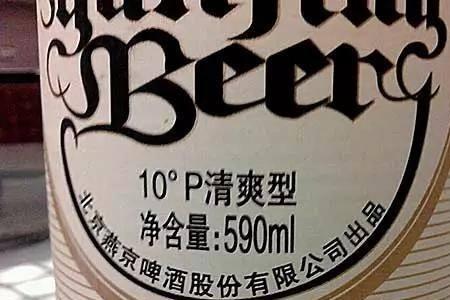 Yanjing
Beer
10°P清爽型
净含量:590ml
北京燕京啤酒股份有限公司出品